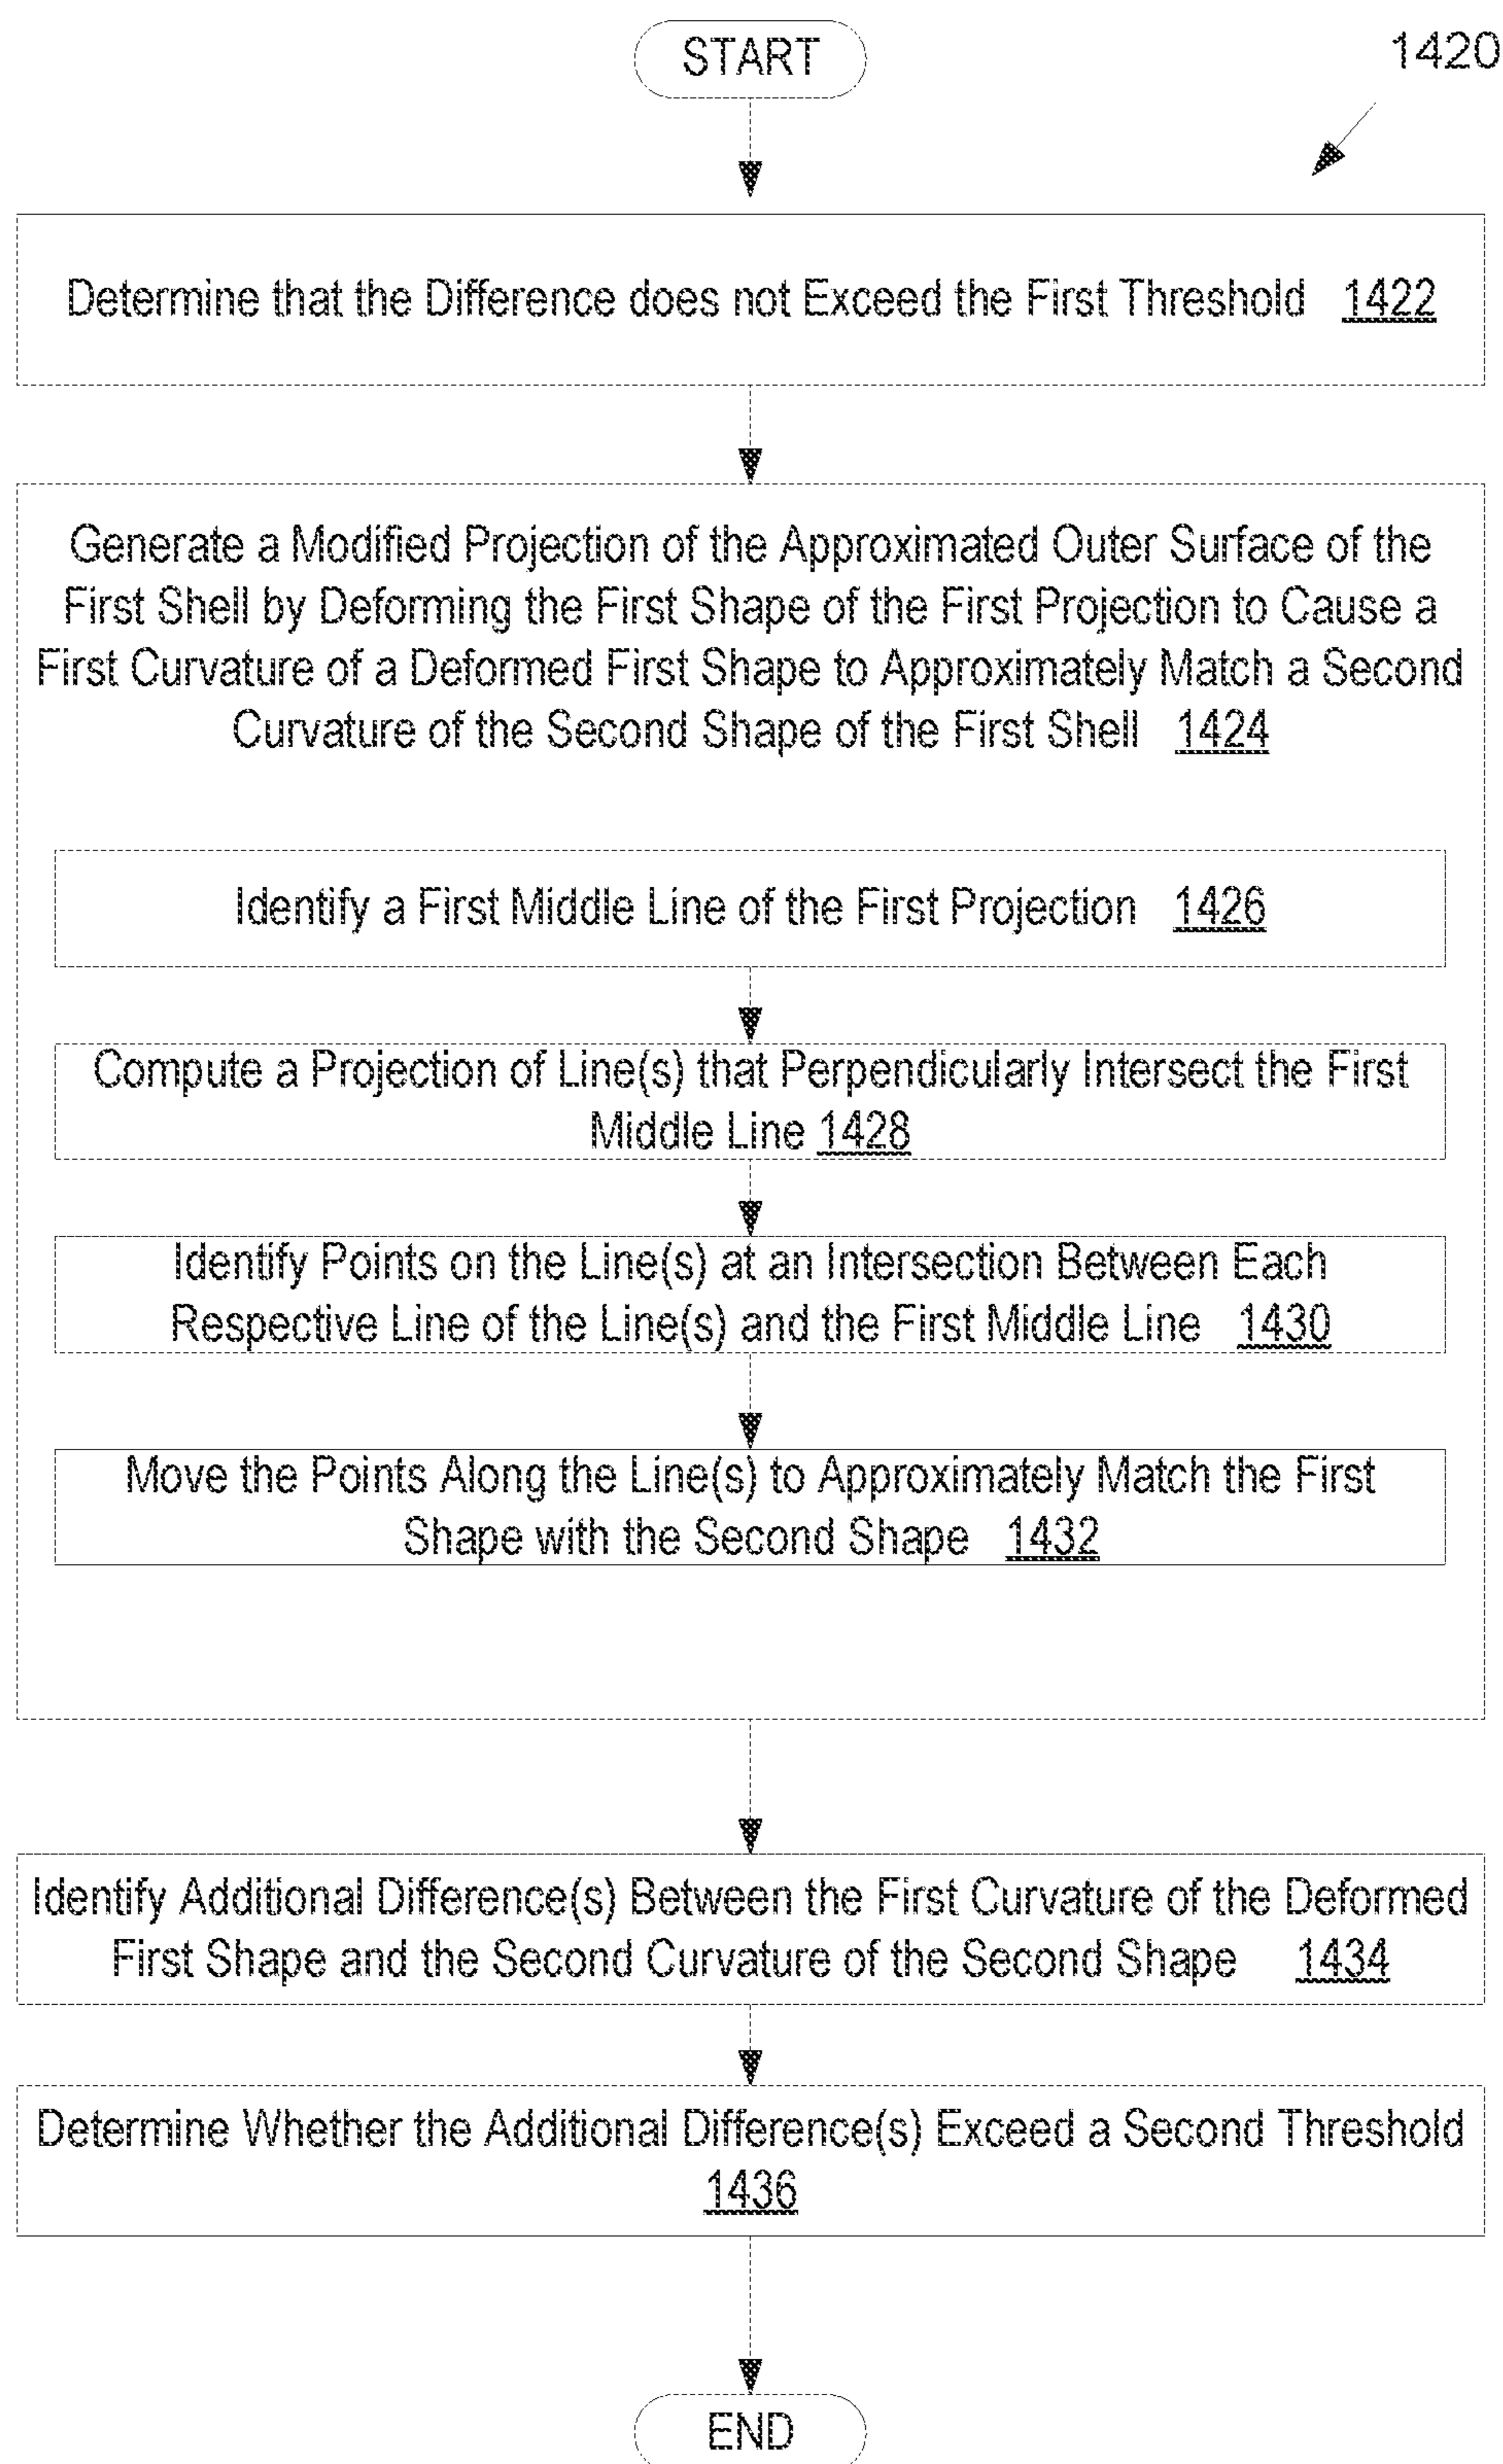 START
1420
Determine that the Difference does not Exceed the First Threshold 1422
Generate a Modified Projection of the Approximated Outer Surface of the
First Shell by Deforming the First Shape of the First Projection to Cause a
First Curvature of a Deformed First Shape to Approximately Match a Second
Curvature of the Second Shape of the First Shell 1424
Identify a First Middle Line of the First Projection 1426
Compute a Projection of Line(s) that Perpendicularly Intersect the First
Middle Line 1428
Identify Points on the Line(s) at an Intersection Between Each
Respective Line of the Line(s) and the First Middle Line 1430
Move the Points Along the Line(s) to Approximately Match the First
Shape with the Second Shape 1432
Identify Additional Difference(s) Between the First Curvature of the Deformed
First Shape and the Second Curvature of the Second Shape 1434
Determine Whether the Additional Difference(s) Exceed a Second Threshold
1436
END